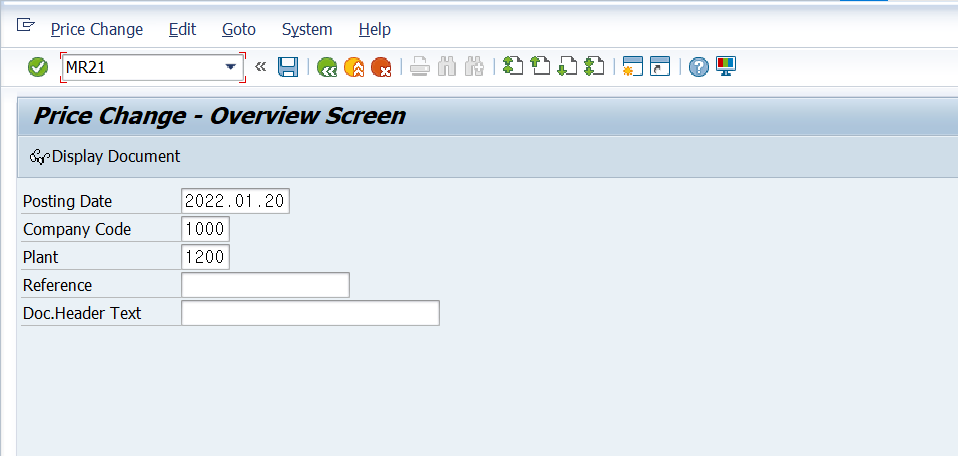 Price Change Edit Goto System Help
MR21
Price Change - Overview Screen
Display Document
Posting Date 2022.01.20
Company Code 1000
Plant 1200
Reference
Doc.Header Text